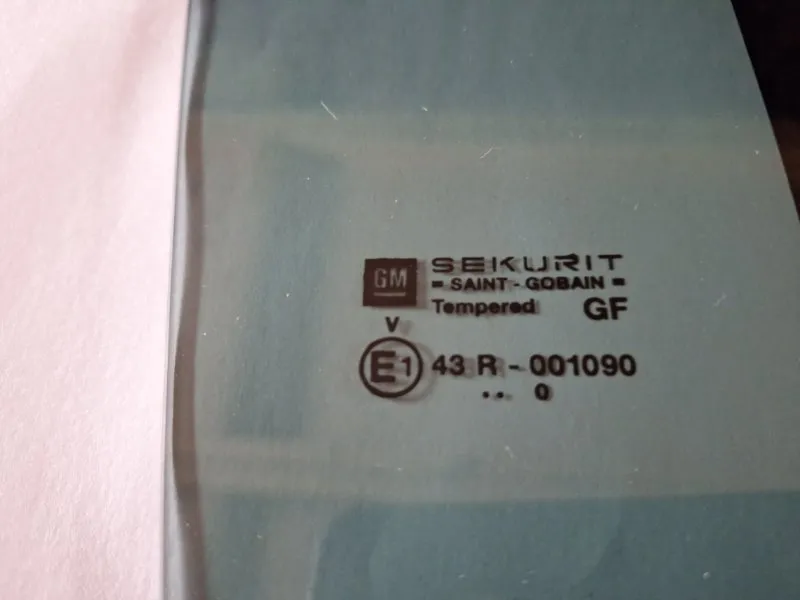 GM SEKURIT
= SAINT - GOBAIN =
Tempered GF
V
E1 43 R - 001090
.. 0